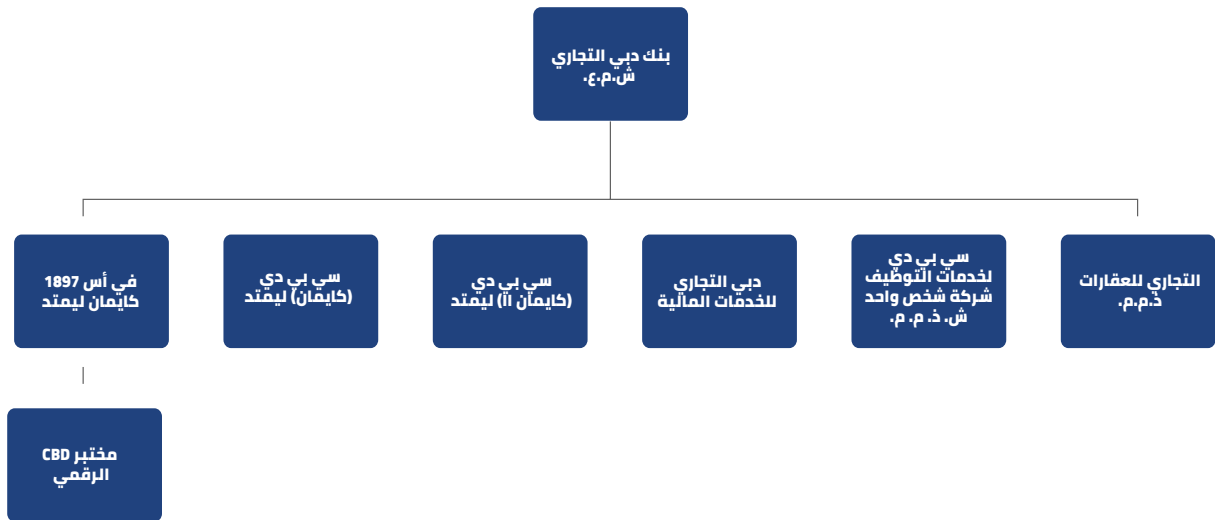 بنك دبي التجاري
ش.م.ع.
التجاري للعقارات
ذ.م.م.
سي بي دي
لخدمات التوظيف
شركة شخص واحد
ش. ذ. م. م.
دبي التجاري
للخدمات المالية
سي بي دي
(كايمان II) ليمتد
سي بي دي
(كايمان) ليمتد
في أس 1897
كايمان ليمتد
مختبر CBD
الرقمي